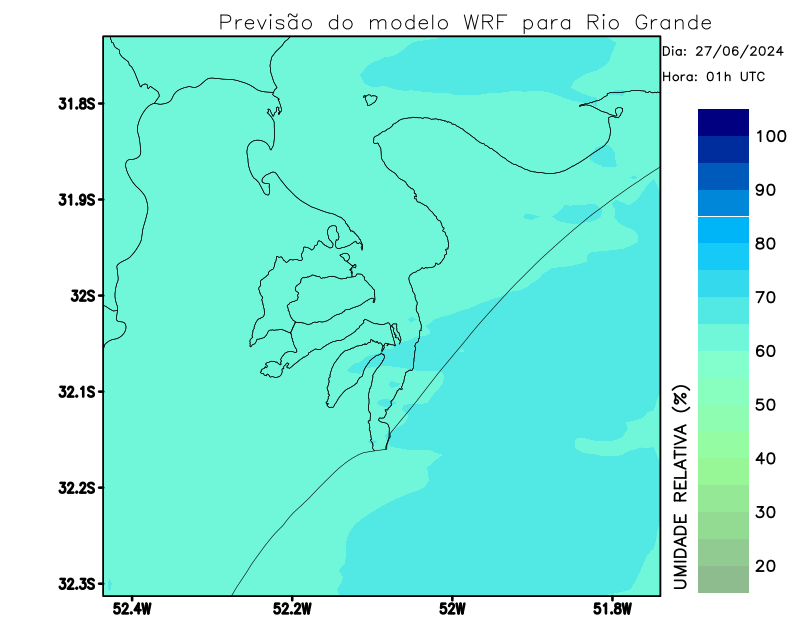 Previsão do modelo WRF para Rio Grande
Dia: 27/06/2024
Hora: 01h UTC
31.8S
31.9S
32S
32.1S
32.2S
32.3S
52.4W
52.2W
52W
51.8W
100
90
80
70
60
50
40
30
20
UMIDADE RELATIVA (%)